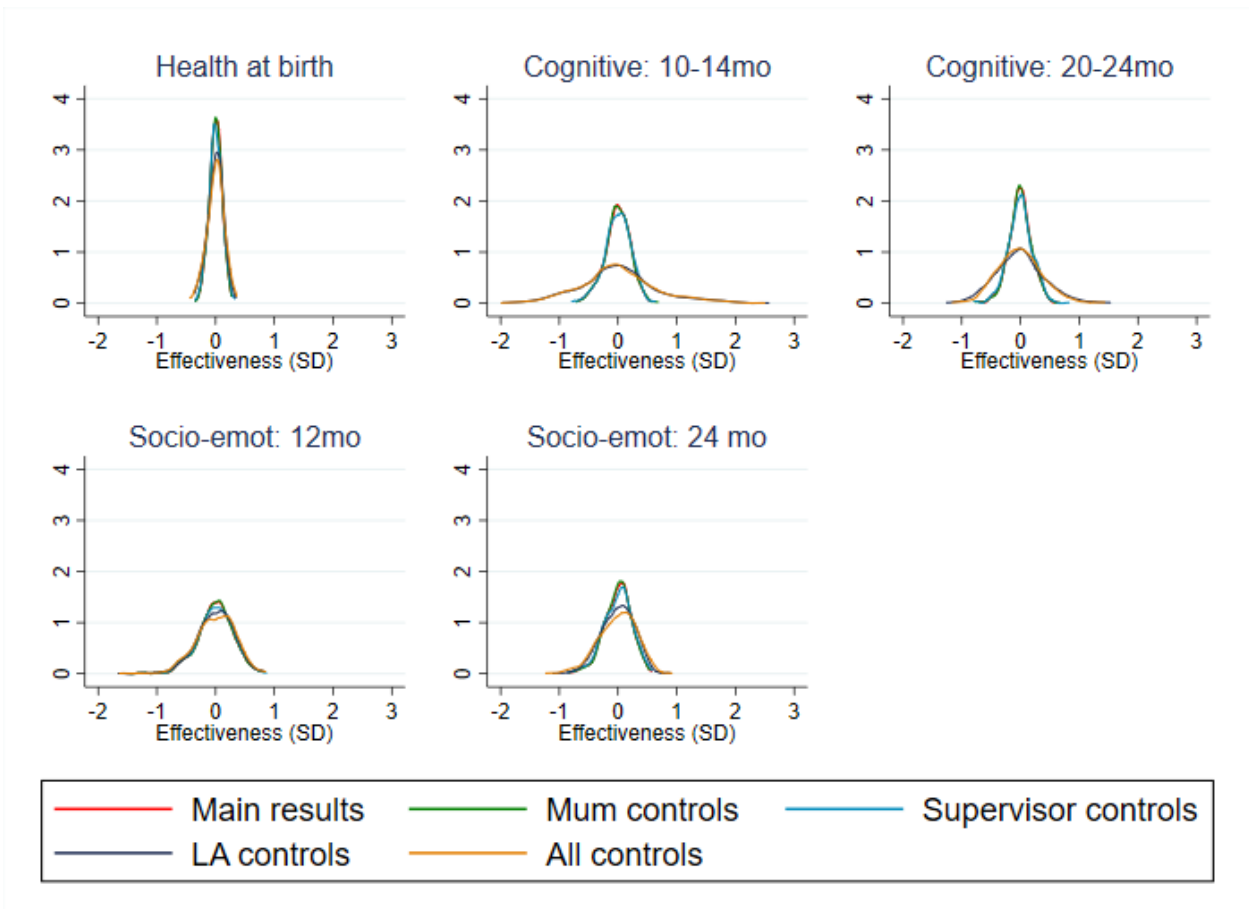 Health at birth
Cognitive: 10-14mo
Cognitive: 20-24mo
4
3
2
1
0
-2 -1 0 1 2 3
Effectiveness (SD)
4
3
2
1
0
-2 -1 0 1 2 3
Effectiveness (SD)
4
3
2
1
0
-2 -1 0 1 2 3
Effectiveness (SD)
Socio-emot: 12mo
Socio-emot: 24 mo
4
3
2
1
0
-2 -1 0 1 2 3
Effectiveness (SD)
4
3
2
1
0
-2 -1 0 1 2 3
Effectiveness (SD)
Main results Mum controls Supervisor controls
LA controls All controls